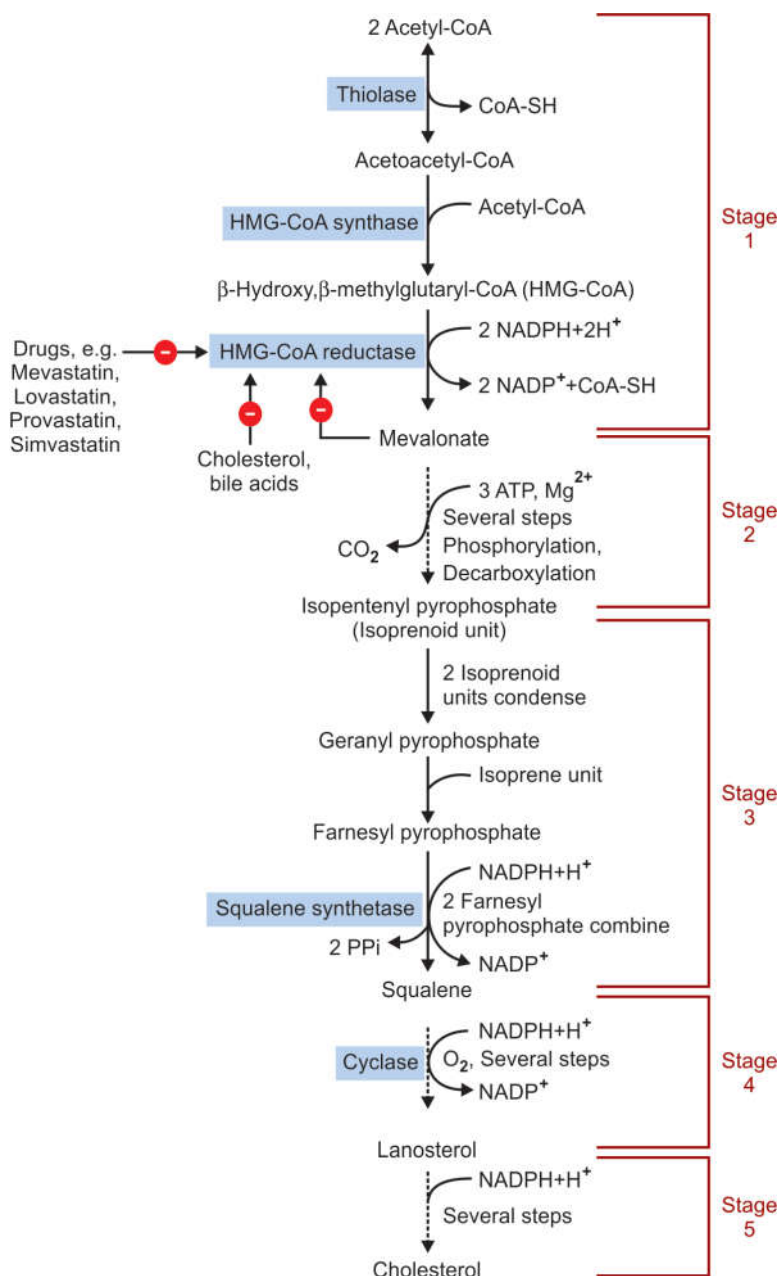 2 Acetyl-CoA
Thiolase
CoA-SH
Acetoacetyl-CoA
HMG-CoA synthase
Acetyl-CoA
Stage
1
β-Hydroxy,β-methylglutaryl-CoA (HMG-CoA)
Drugs, e.g.
Mevastatin,
Lovastatin,
Provastatin,
Simvastatin
−
HMG-CoA reductase
2 NADPH+2H⁺
2 NADP⁺+CoA-SH
−
−
Cholesterol,
bile acids
Mevalonate
3 ATP, Mg²⁺
Several steps
Phosphorylation,
Decarboxylation
CO₂
Stage
2
Isopentenyl pyrophosphate
(Isoprenoid unit)
2 Isoprenoid
units condense
Geranyl pyrophosphate
Isoprene unit
Stage
3
Farnesyl pyrophosphate
Squalene synthetase
NADPH+H⁺
2 Farnesyl
pyrophosphate combine
2 PPi
NADP⁺
Squalene
Cyclase
NADPH+H⁺
O₂, Several steps
NADP⁺
Stage
4
Lanosterol
NADPH+H⁺
Several steps
Stage
5
Cholesterol